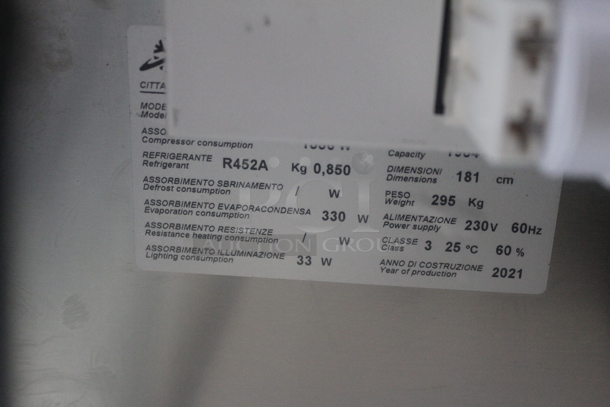 CITTA
MODE
Model
ASSO
Compressor consumption
REFRIGERANTE R452A Kg 0,850
Refrigerant
ASSORBIMENTO SBRINAMENTO / W
Defrost consumption
ASSORBIMENTO EVAPORACONDENSA 330 W
Evaporation consumption
ASSORBIMENTO RESISTENZE / W
Resistance heating consumption
ASSORBIMENTO ILLUMINAZIONE 33 W
Lighting consumption
Capacity
DIMENSIONI 181 cm
Dimensions
PESO 295 Kg
Weight
ALIMENTAZIONE 230V 60Hz
Power supply
CLASSE 3 25 °C 60 %
Class
ANNO DI COSTRUZIONE 2021
Year of production
pci
AUCTION GROUP